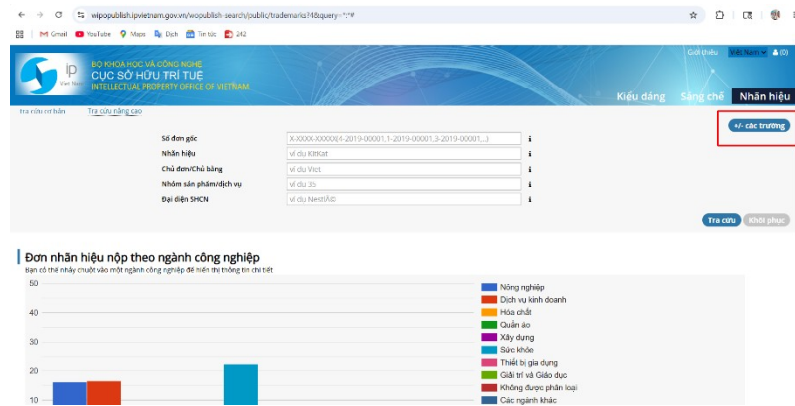 wipopublish.ipvietnam.gov.vn/wopublish-search/public/trademarks?4&query=*:*#
Gmail YouTube Maps Dịch Tin tức 242
BỘ KHOA HỌC VÀ CÔNG NGHỆ
CỤC SỞ HỮU TRÍ TUỆ
INTELLECTUAL PROPERTY OFFICE OF VIETNAM
ip
Viet Nam
Giới thiệu Việt Nam (0)
Kiểu dáng Sáng chế Nhãn hiệu
tra cứu cơ bản Tra cứu nâng cao
+/- các trường
Số đơn gốc X-XXXX-XXXXX(4-2019-00001,1-2019-00001,3-2019-00001,..) i
Nhãn hiệu ví dụ KitKat i
Chủ đơn/Chủ bằng ví dụ Viet i
Nhóm sản phẩm/dịch vụ ví dụ 35 i
Đại diện SHCN ví dụ NestlÃ© i
Tra cứu Khôi phục
Đơn nhãn hiệu nộp theo ngành công nghiệp
Bạn có thể nháy chuột vào một ngành công nghiệp để hiển thị thông tin chi tiết
50
40
30
20
10
Nông nghiệp
Dịch vụ kinh doanh
Hóa chất
Quần áo
Xây dựng
Sức khỏe
Thiết bị gia dụng
Giải trí và Giáo dục
Không được phân loại
Các ngành khác